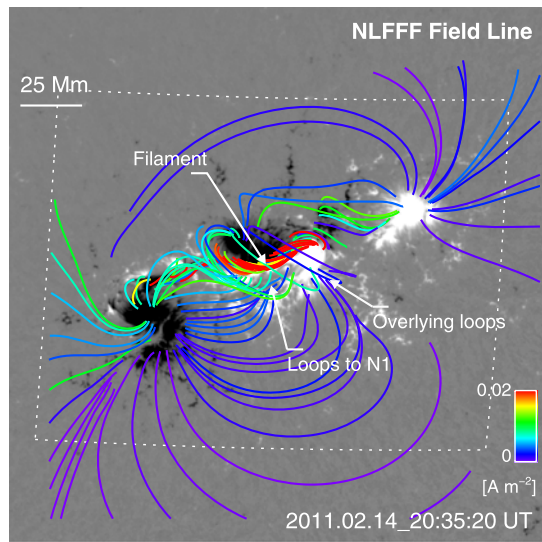 NLFFF Field Line
25 Mm
Filament
Overlying loops
Loops to N1
0.02
0
[A m⁻²]
2011.02.14_20:35:20 UT